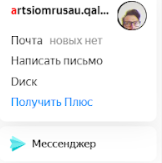 artsiomrusau.qal...
Почта новых нет
Написать письмо
Диск
Получить Плюс
Мессенджер